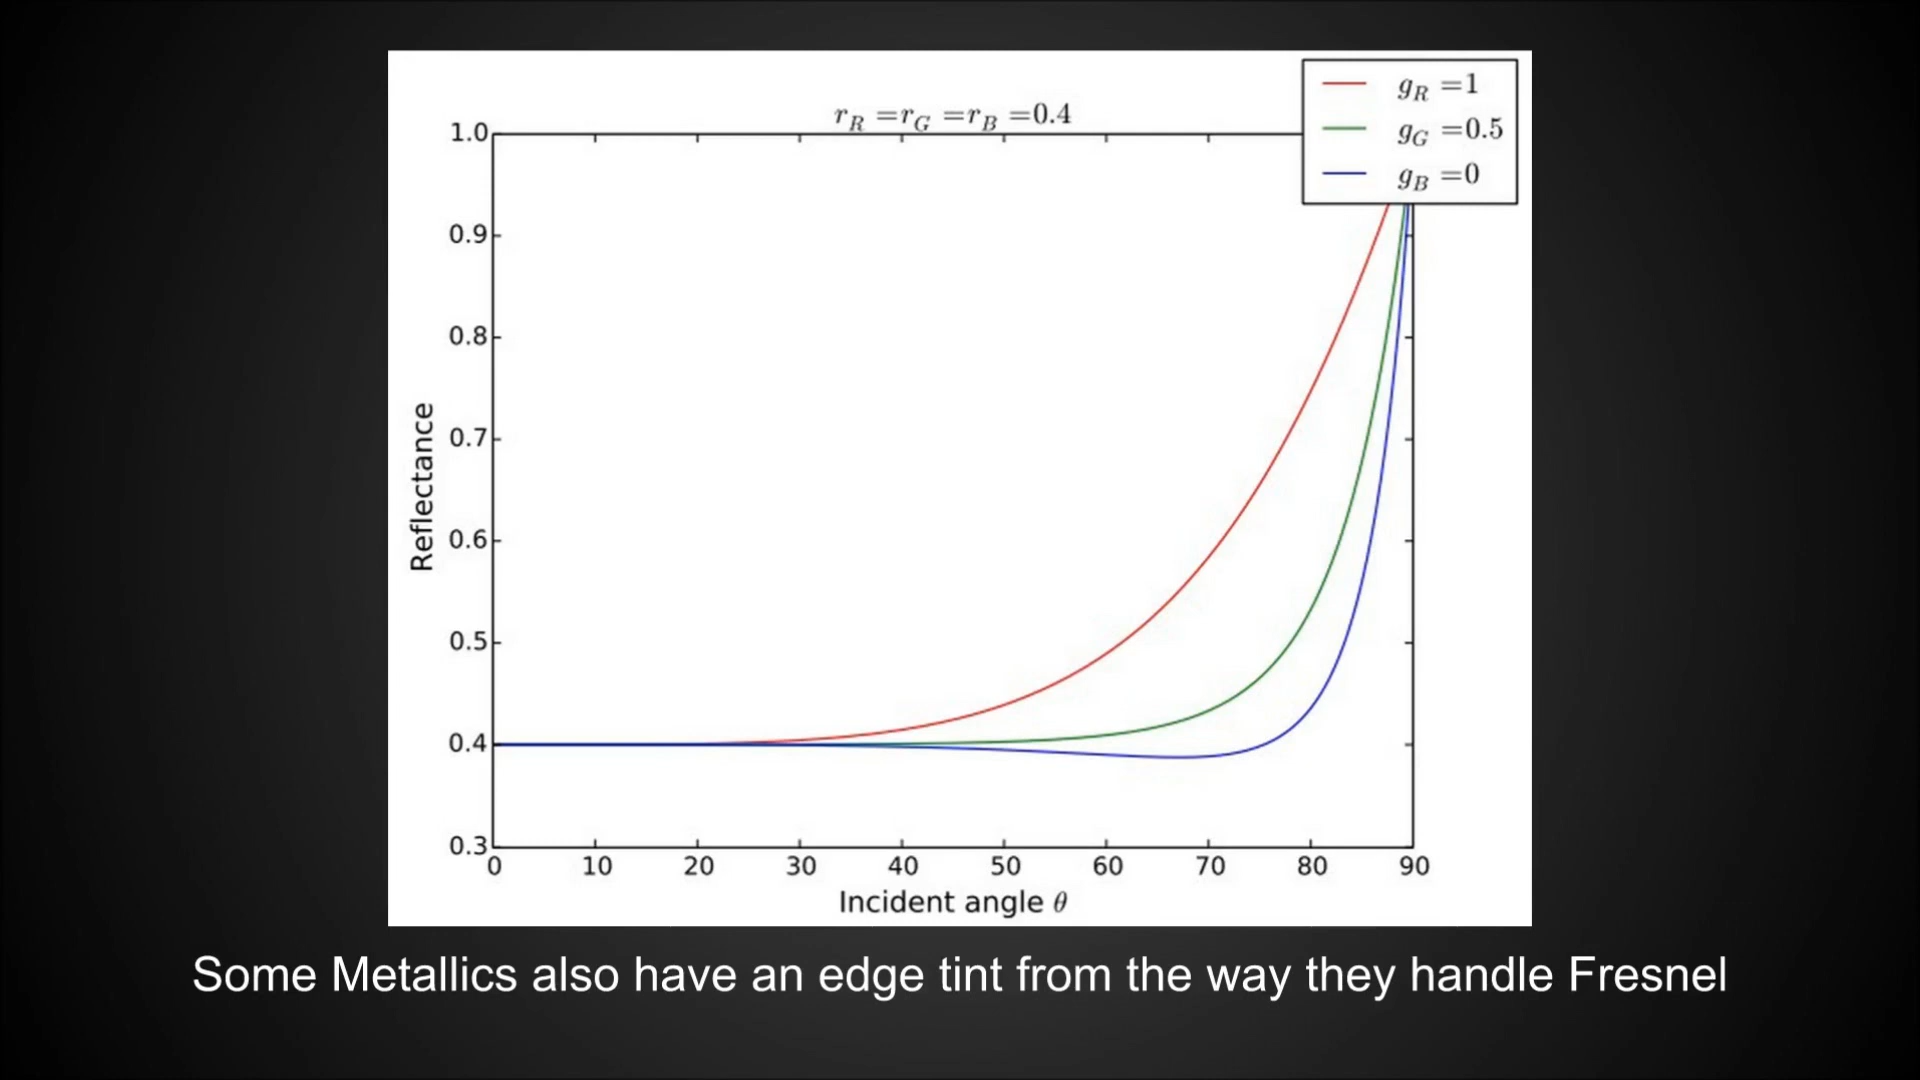 r_R =r_G =r_B =0.4
g_R =1
g_G =0.5
g_B =0
1.0
0.9
0.8
0.7
0.6
0.5
0.4
0.3
Reflectance
0 10 20 30 40 50 60 70 80 90
Incident angle θ
Some Metallics also have an edge tint from the way they handle Fresnel